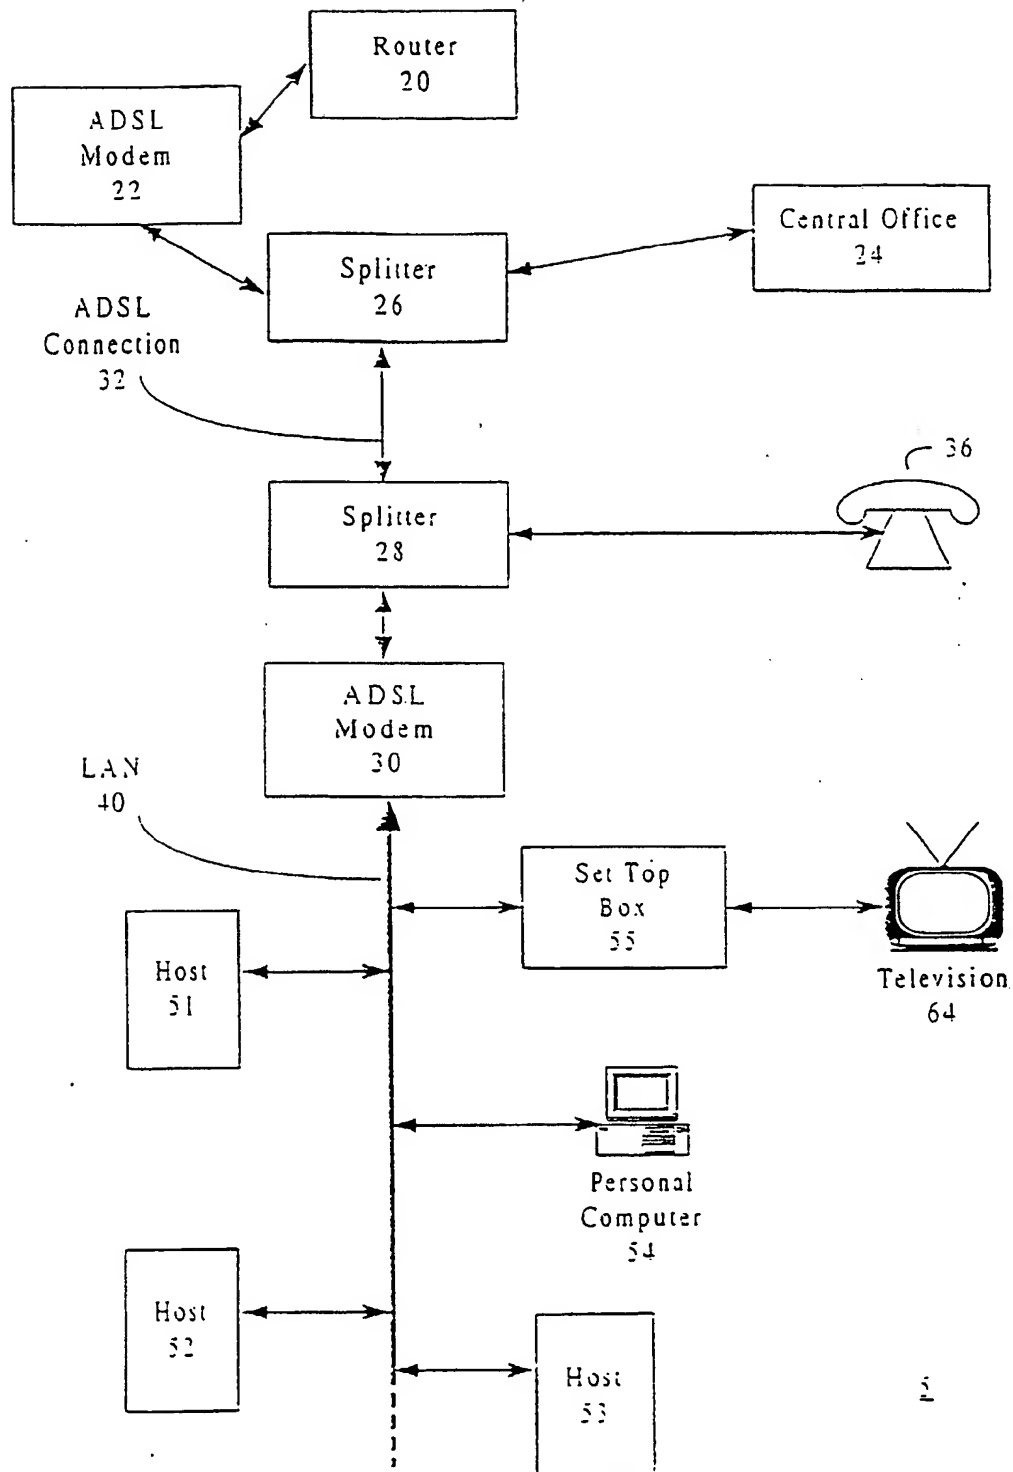 Router
20
ADSL
Modem
22
Central Office
24
Splitter
26
ADSL
Connection
32
36
Splitter
28
ADSL
Modem
30
LAN
40
Set Top
Box
55
Host
51
Television
64
Personal
Computer
54
Host
52
Host
53
5